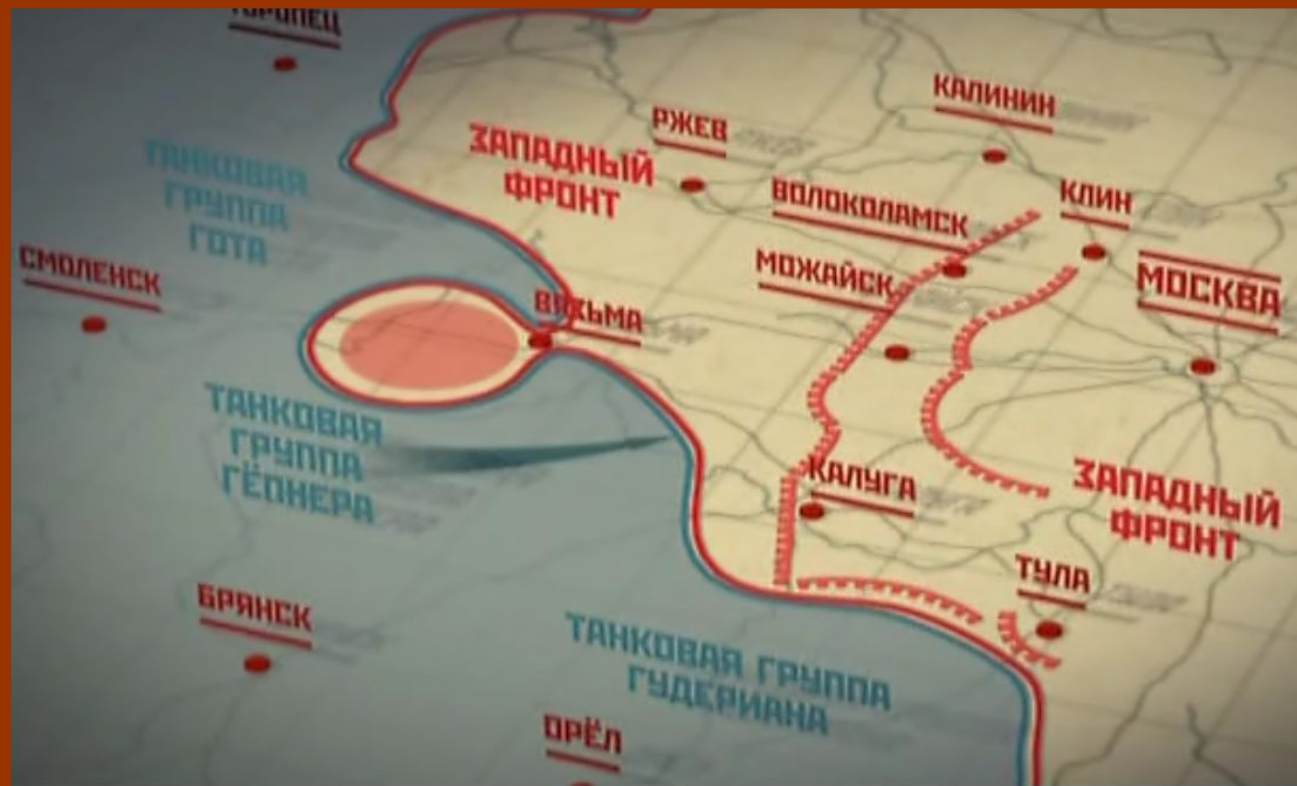 ТОРОПЕЦ
КАЛИНИН
РЖЕВ
ЗАПАДНЫЙ
ФРОНТ
ТАНКОВАЯ
ГРУППА
ГОТА
ВОЛОКОЛАМСК
КЛИН
СМОЛЕНСК
МОЖАЙСК
МОСКВА
ВЯЗЬМА
ТАНКОВАЯ
ГРУППА
ГЁПНЕРА
КАЛУГА
ЗАПАДНЫЙ
ФРОНТ
ТУЛА
БРЯНСК
ТАНКОВАЯ ГРУППА
ГУДЕРИАНА
ОРЁЛ